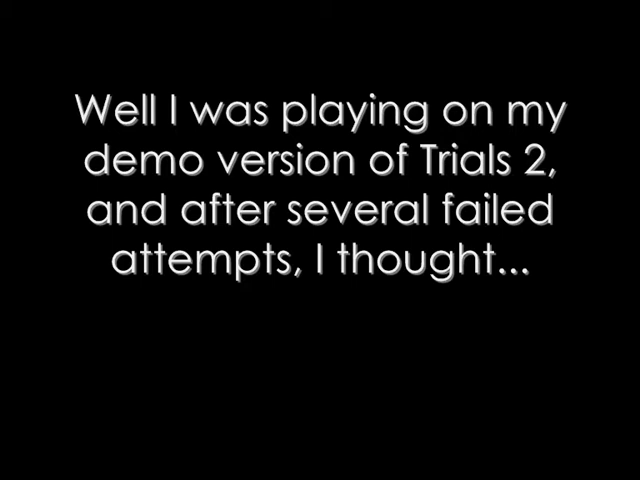 Well I was playing on my
demo version of Trials 2,
and after several failed
attempts, I thought...